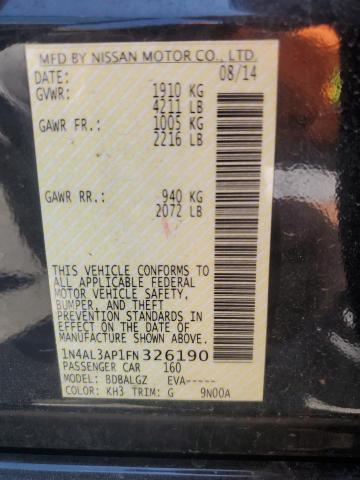 MFD BY NISSAN MOTOR CO., LTD.
DATE: 08/14
GVWR: 1910 KG
4211 LB
GAWR FR.: 1005 KG
2216 LB
GAWR RR.: 940 KG
2072 LB
THIS VEHICLE CONFORMS TO
ALL APPLICABLE FEDERAL
MOTOR VEHICLE SAFETY,
BUMPER, AND THEFT
PREVENTION STANDARDS IN
EFFECT ON THE DATE OF
MANUFACTURE SHOWN ABOVE.
1N4AL3AP1FN 326190
PASSENGER CAR 160
MODEL: BDBALGZ EVA-----
COLOR: KH3 TRIM: G 9N00A